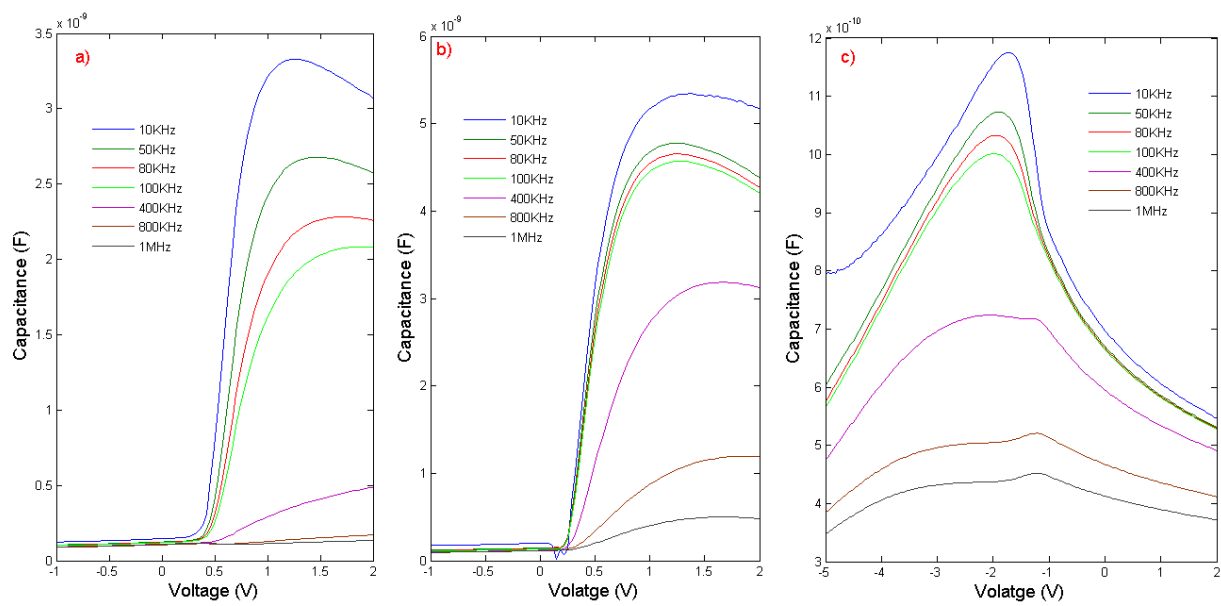 x 10⁻⁹
a)
3.5
3
2.5
2
1.5
1
0.5
0
Capacitance (F)
10KHz
50KHz
80KHz
100KHz
400KHz
800KHz
1MHz
-1 -0.5 0 0.5 1 1.5 2
Voltage (V)
x 10⁻⁹
b)
6
5
4
3
2
1
0
Capacitance (F)
10KHz
50KHz
80KHz
100KHz
400KHz
800KHz
1MHz
-1 -0.5 0 0.5 1 1.5 2
Volatge (V)
x 10⁻¹⁰
c)
12
11
10
9
8
7
6
5
4
3
Capacitance (F)
10KHz
50KHz
80KHz
100KHz
400KHz
800KHz
1MHz
-5 -4 -3 -2 -1 0 1 2
Volatge (V)